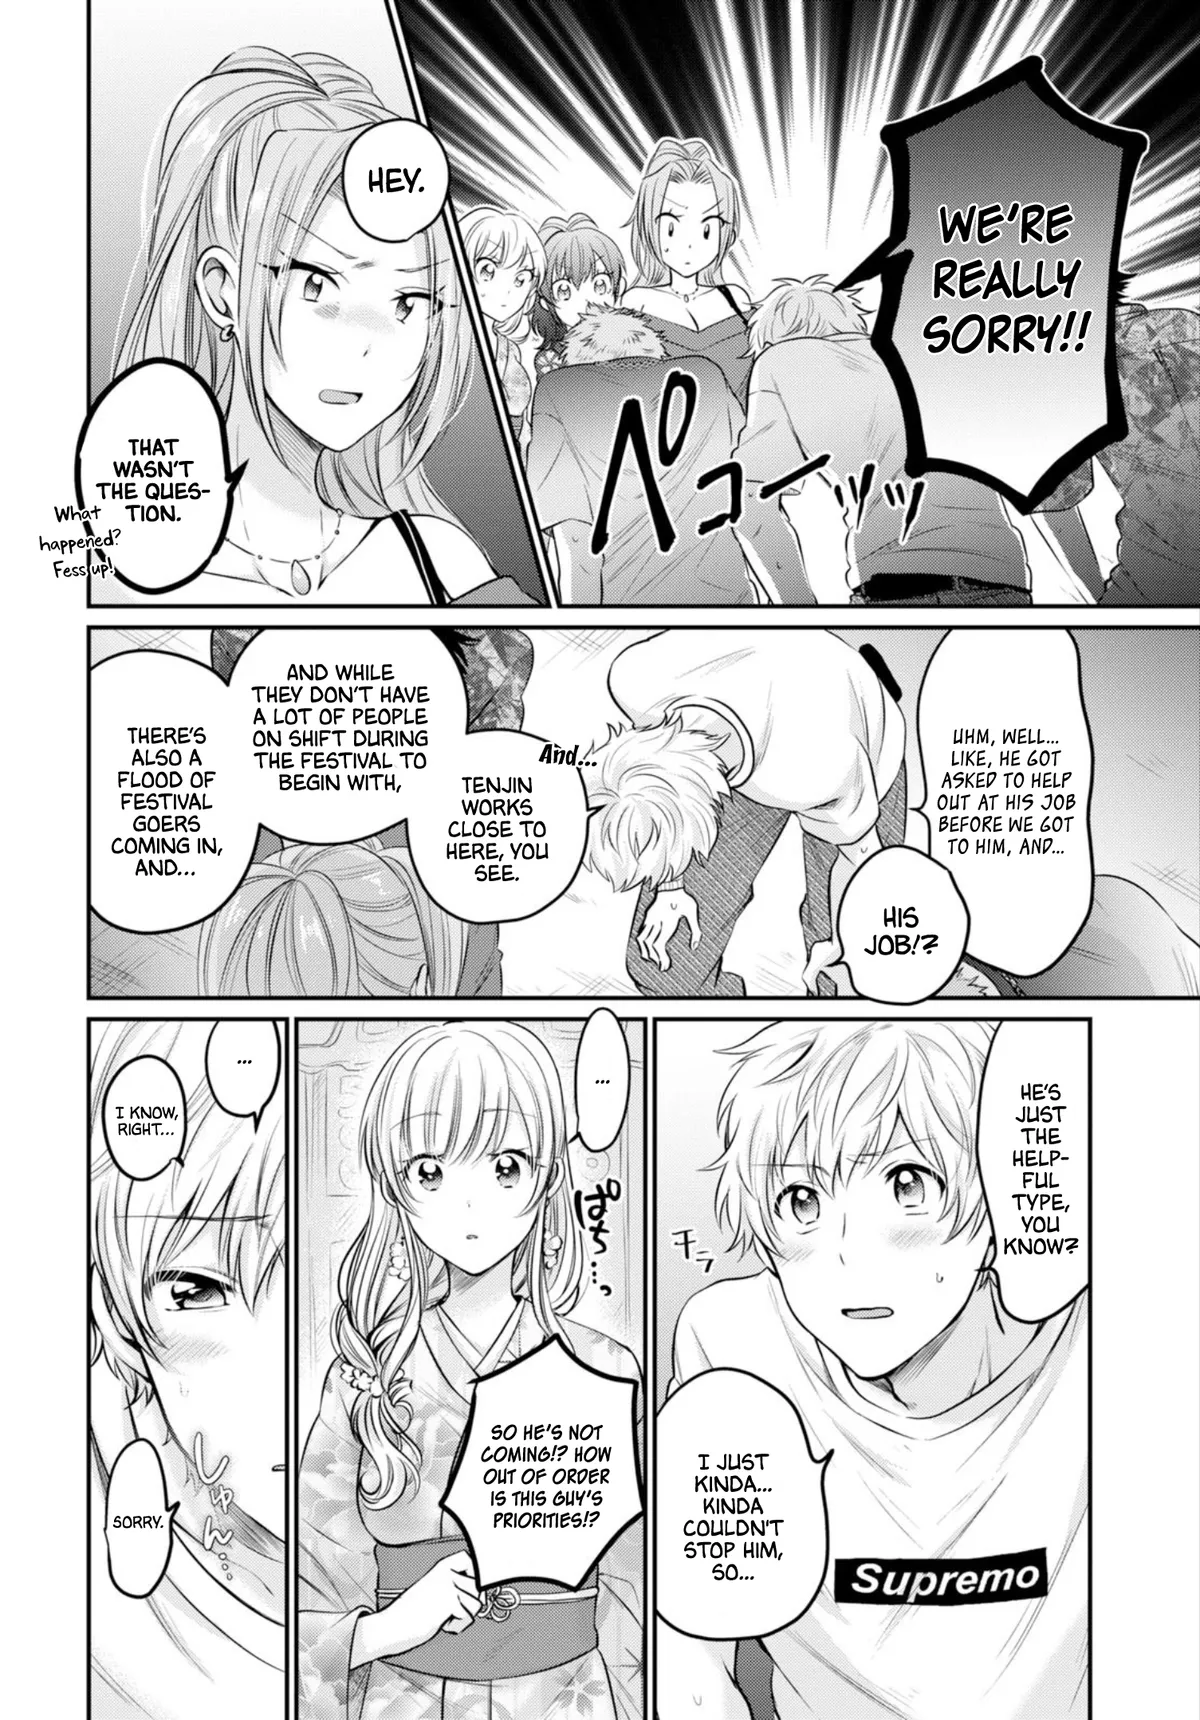 WE'RE
REALLY
SORRY!!
ペコーッッ
HEY.
THAT
WASN'T
THE QUES-
TION.
What
happened?
Fess up!
UHM, WELL...
LIKE, HE GOT
ASKED TO HELP
OUT AT HIS JOB
BEFORE WE GOT
TO HIM, AND...
HIS
JOB!?
And...
TENJIN
WORKS
CLOSE TO
HERE, YOU
SEE.
AND WHILE
THEY DON'T HAVE
A LOT OF PEOPLE
ON SHIFT DURING
THE FESTIVAL TO
BEGIN WITH,
THERE'S
ALSO A
FLOOD OF
FESTIVAL
GOERS
COMING IN,
AND...
HE'S
JUST
THE
HELP-
FUL
TYPE,
YOU
KNOW?
チラ
I JUST
KINDA...
KINDA
COULDN'T
STOP HIM,
SO...
Supremo
...
ぱち…っ
SO HE'S NOT
COMING!? HOW
OUT OF ORDER
IS THIS GUY'S
PRIORITIES!?
...
I KNOW,
RIGHT...
しゅん…
SORRY.